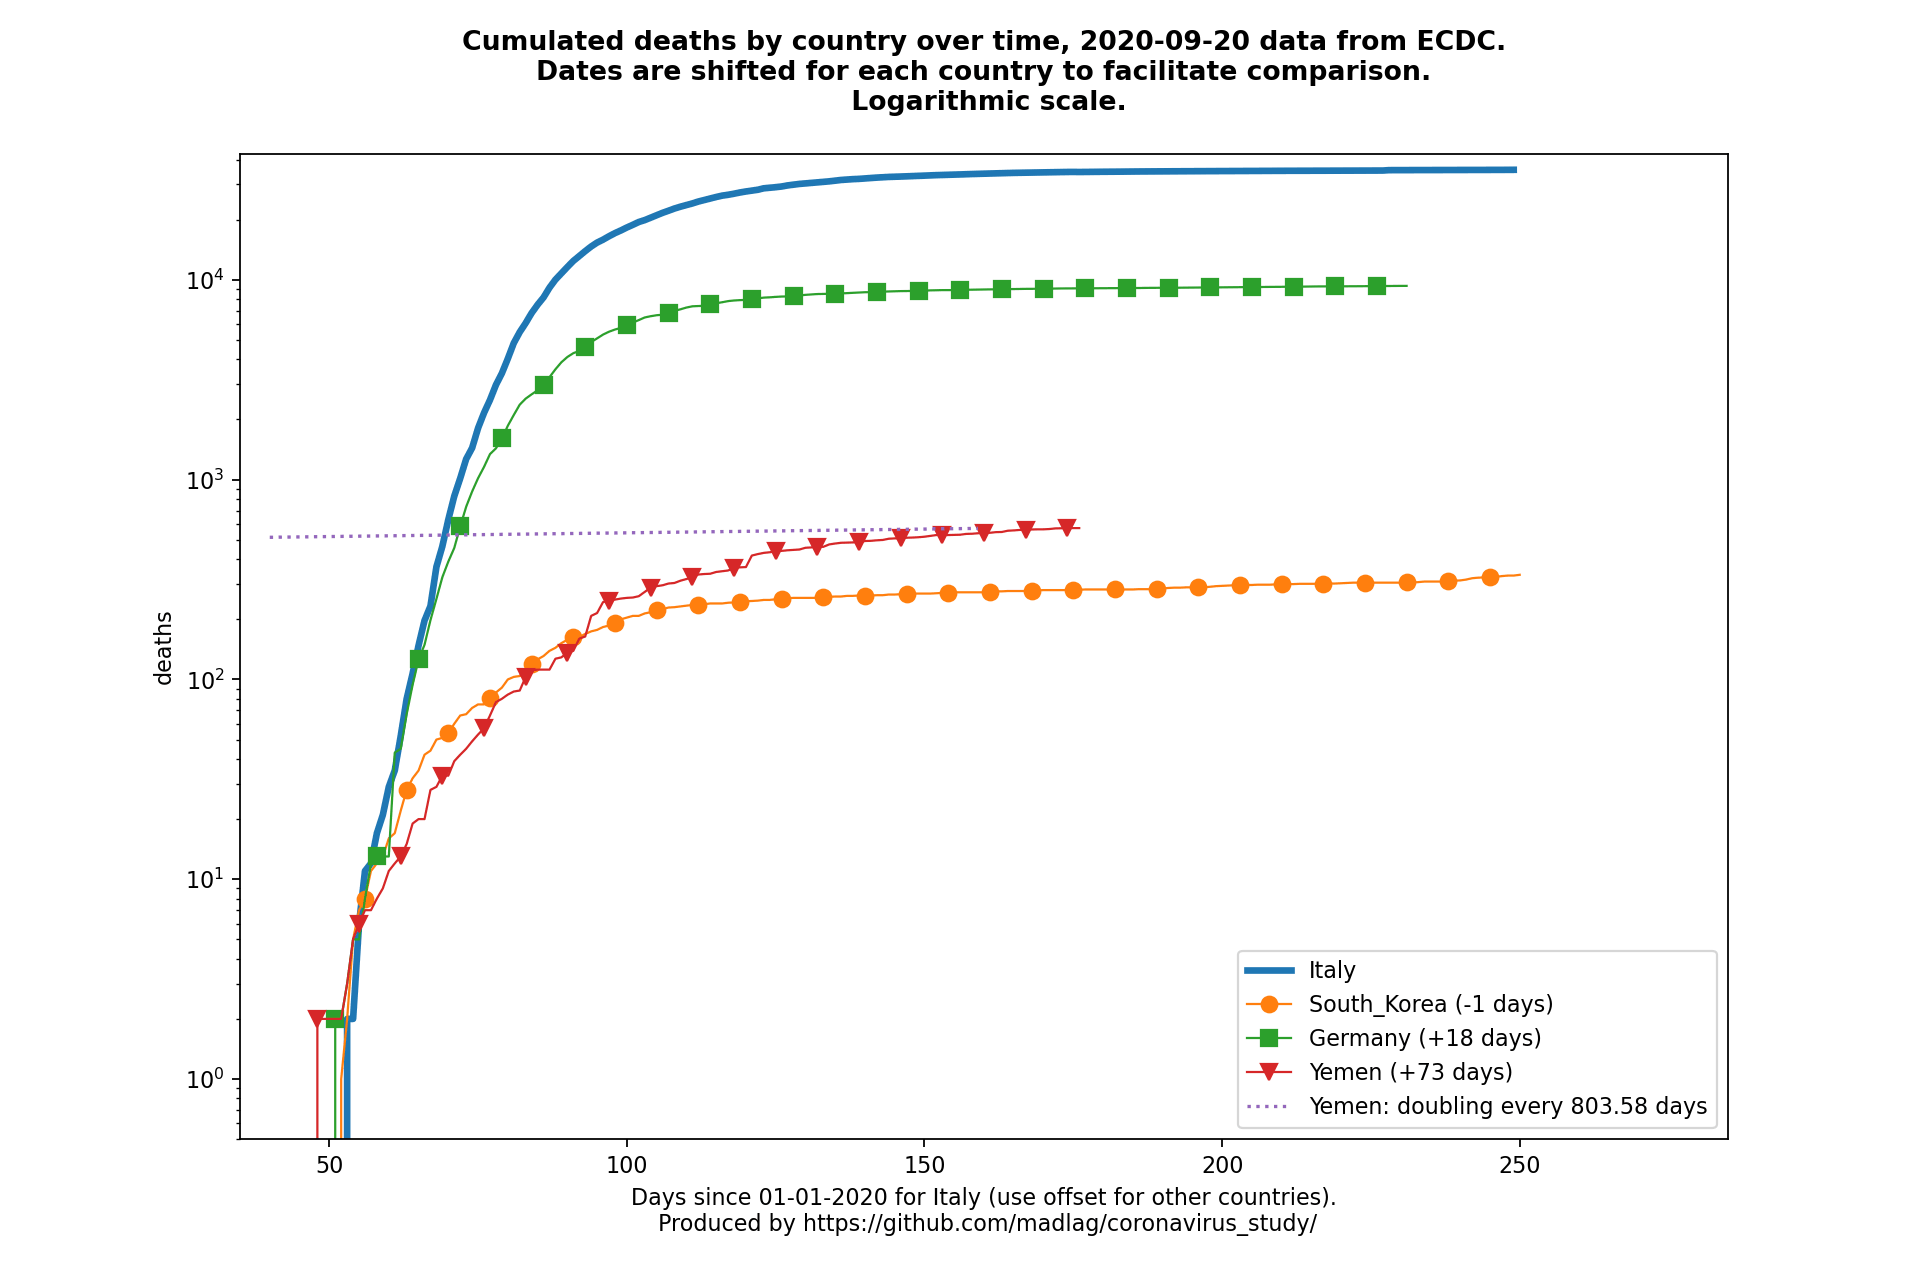 Cumulated deaths by country over time, 2020-09-20 data from ECDC.
Dates are shifted for each country to facilitate comparison.
Logarithmic scale.
10^4
10^3
10^2
10^1
10^0
deaths
Italy
South_Korea (-1 days)
Germany (+18 days)
Yemen (+73 days)
Yemen: doubling every 803.58 days
50 100 150 200 250
Days since 01-01-2020 for Italy (use offset for other countries).
Produced by https://github.com/madlag/coronavirus_study/